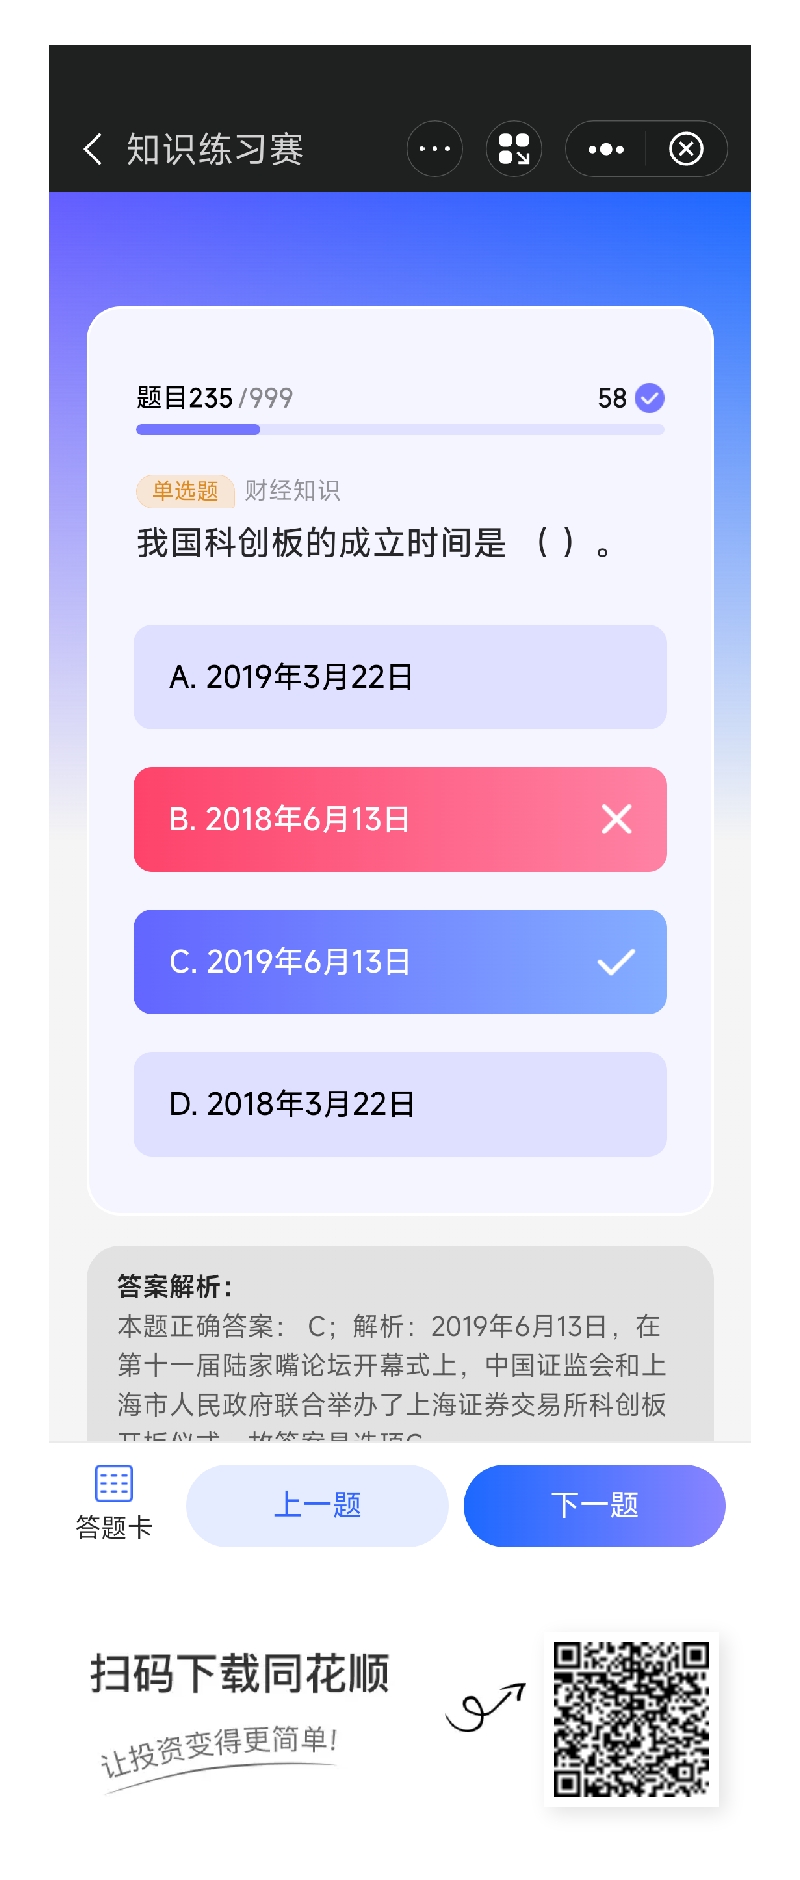 知识练习赛
题目235/999
58
单选题 财经知识
我国科创板的成立时间是 （ ） 。
A. 2019年3月22日
B. 2018年6月13日
C. 2019年6月13日
D. 2018年3月22日
答案解析：
本题正确答案： C；解析：2019年6月13日，在
第十一届陆家嘴论坛开幕式上，中国证监会和上
海市人民政府联合举办了上海证券交易所科创板
上一题
下一题
答题卡
扫码下载同花顺
让投资变得更简单!